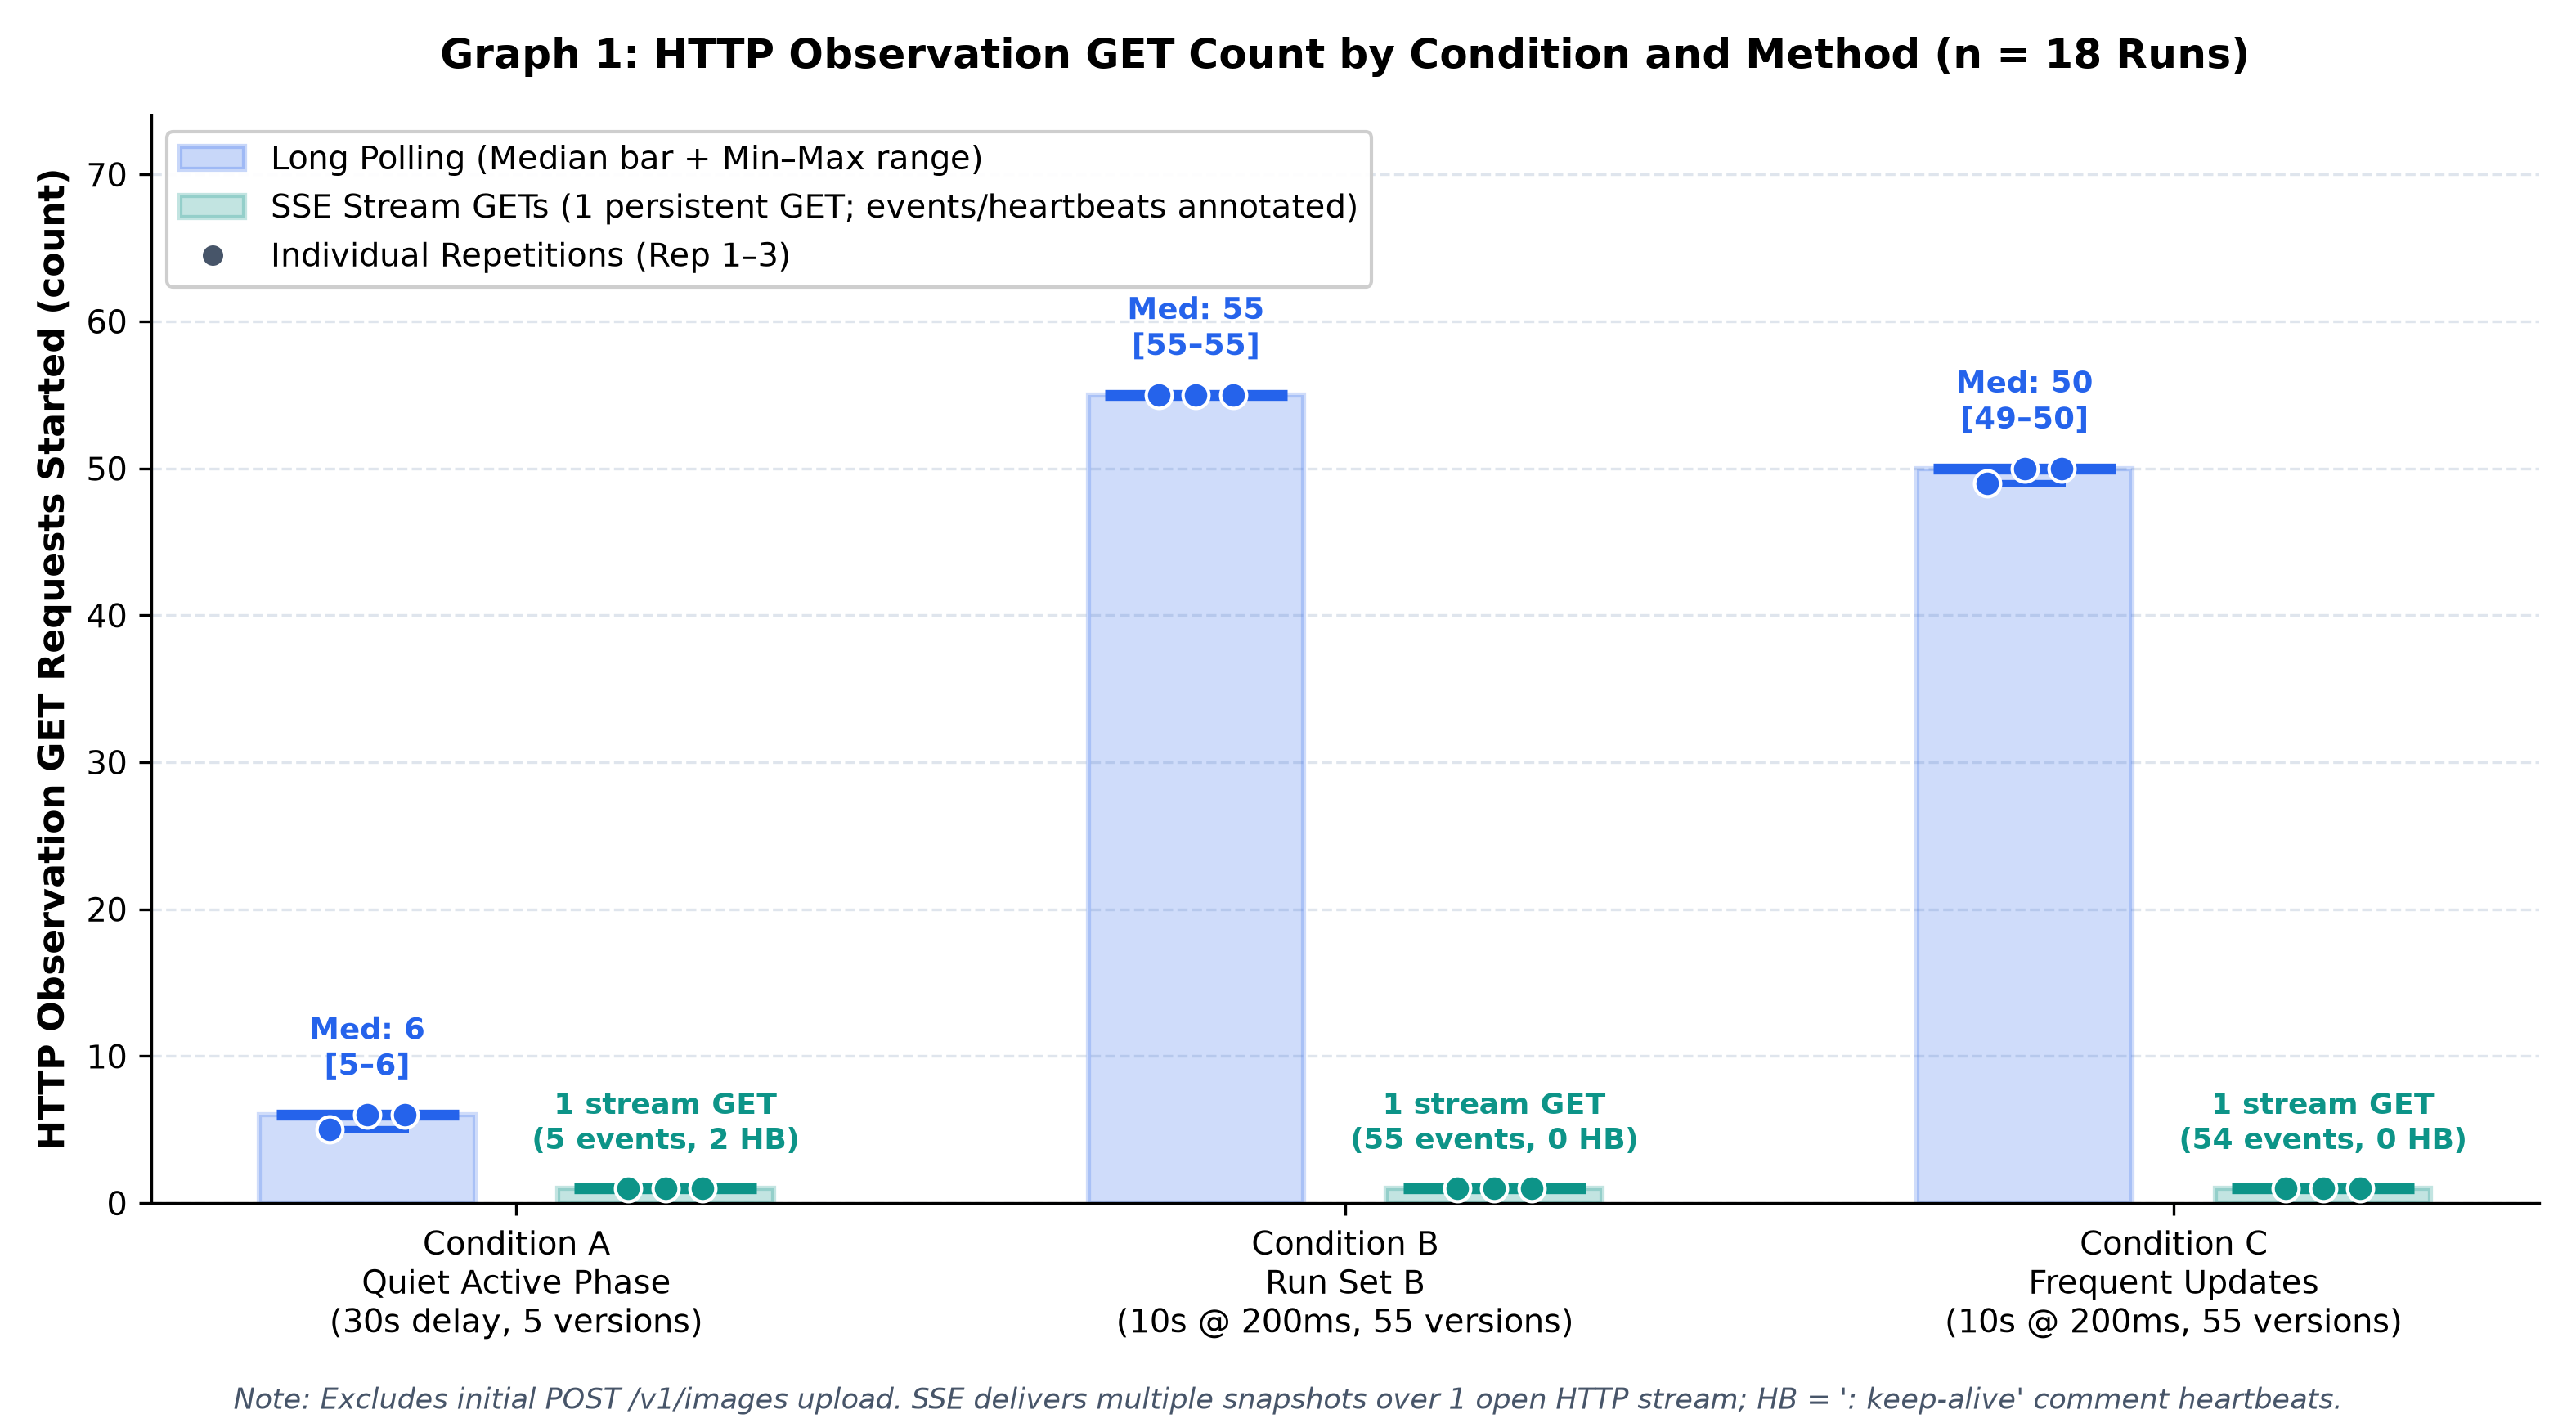 Graph 1: HTTP Observation GET Count by Condition and Method (n = 18 Runs)
HTTP Observation GET Requests Started (count)
70
60
50
40
30
20
10
0
Long Polling (Median bar + Min–Max range)
SSE Stream GETs (1 persistent GET; events/heartbeats annotated)
Individual Repetitions (Rep 1–3)
Med: 6
[5–6]
1 stream GET
(5 events, 2 HB)
Med: 55
[55–55]
1 stream GET
(55 events, 0 HB)
Med: 50
[49–50]
1 stream GET
(54 events, 0 HB)
Condition A
Quiet Active Phase
(30s delay, 5 versions)
Condition B
Run Set B
(10s @ 200ms, 55 versions)
Condition C
Frequent Updates
(10s @ 200ms, 55 versions)
Note: Excludes initial POST /v1/images upload. SSE delivers multiple snapshots over 1 open HTTP stream; HB = ': keep-alive' comment heartbeats.